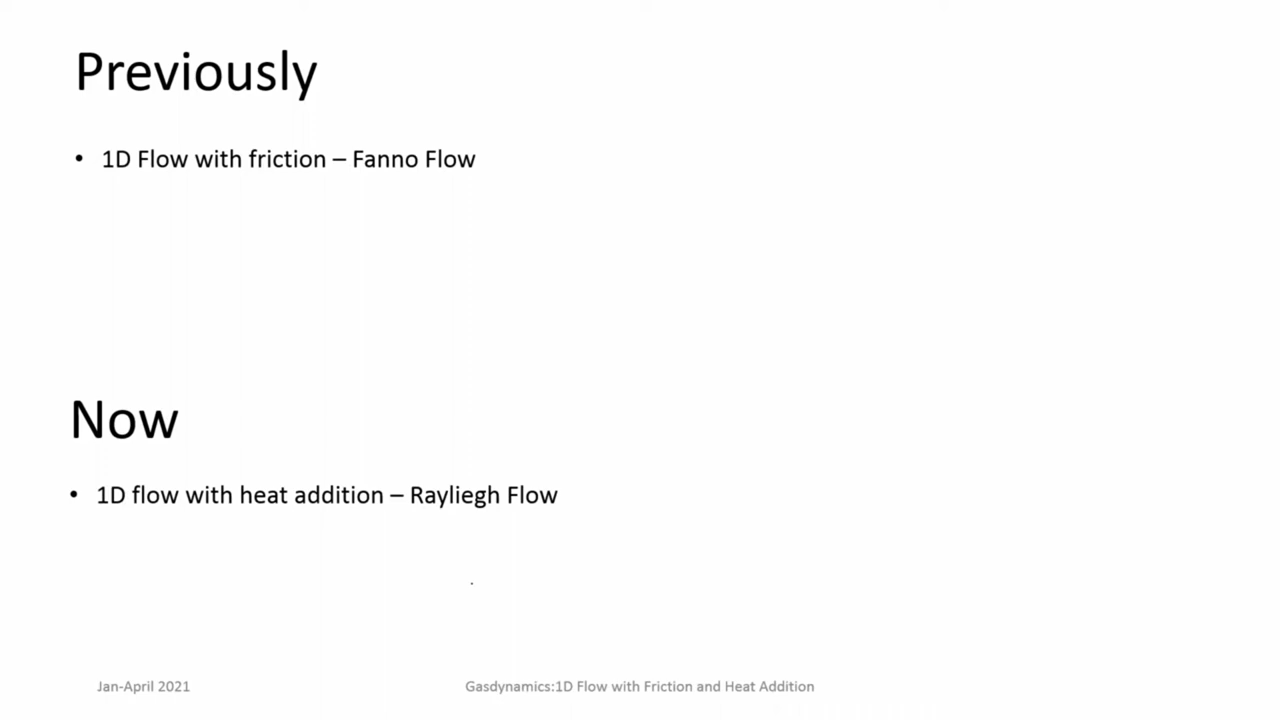 Previously
• 1D Flow with friction – Fanno Flow
Now
• 1D flow with heat addition – Rayliegh Flow
Jan-April 2021
Gasdynamics:1D Flow with Friction and Heat Addition